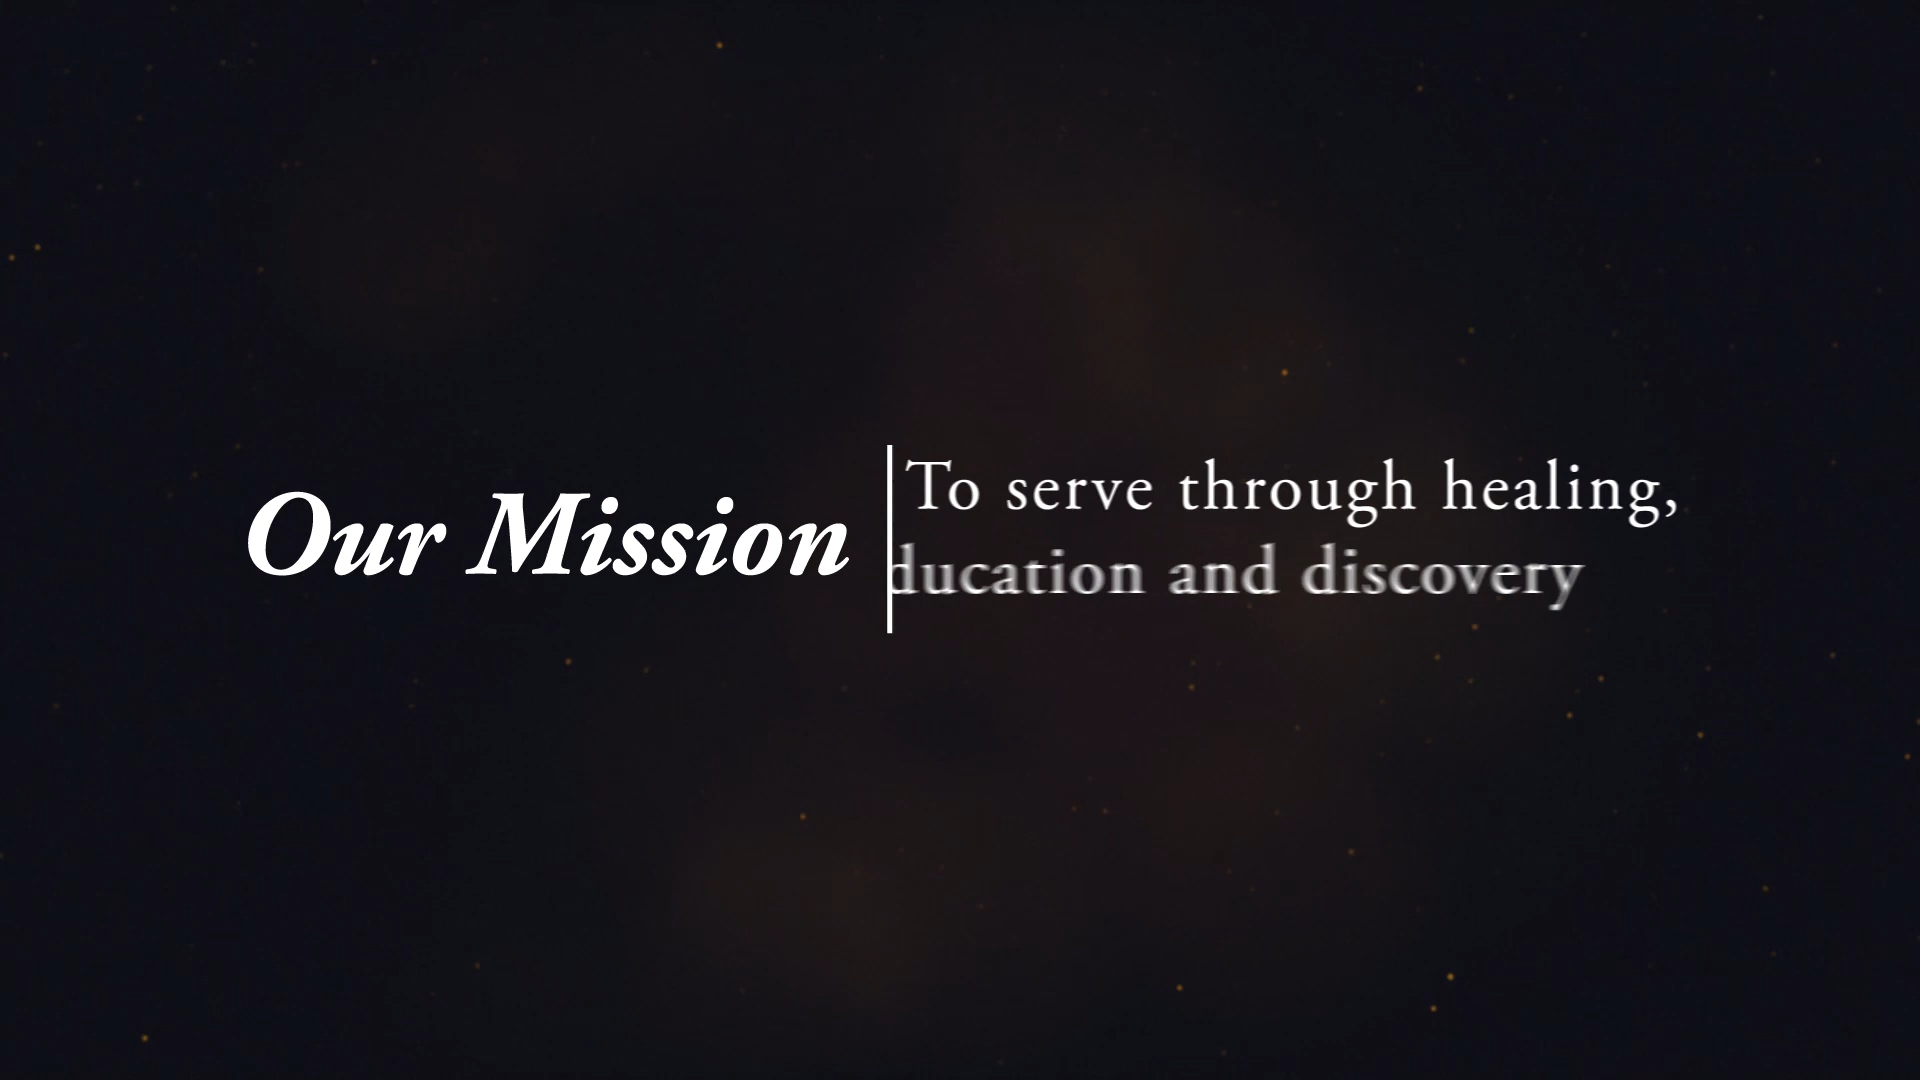 Our Mission
To serve through healing,
ducation and discovery